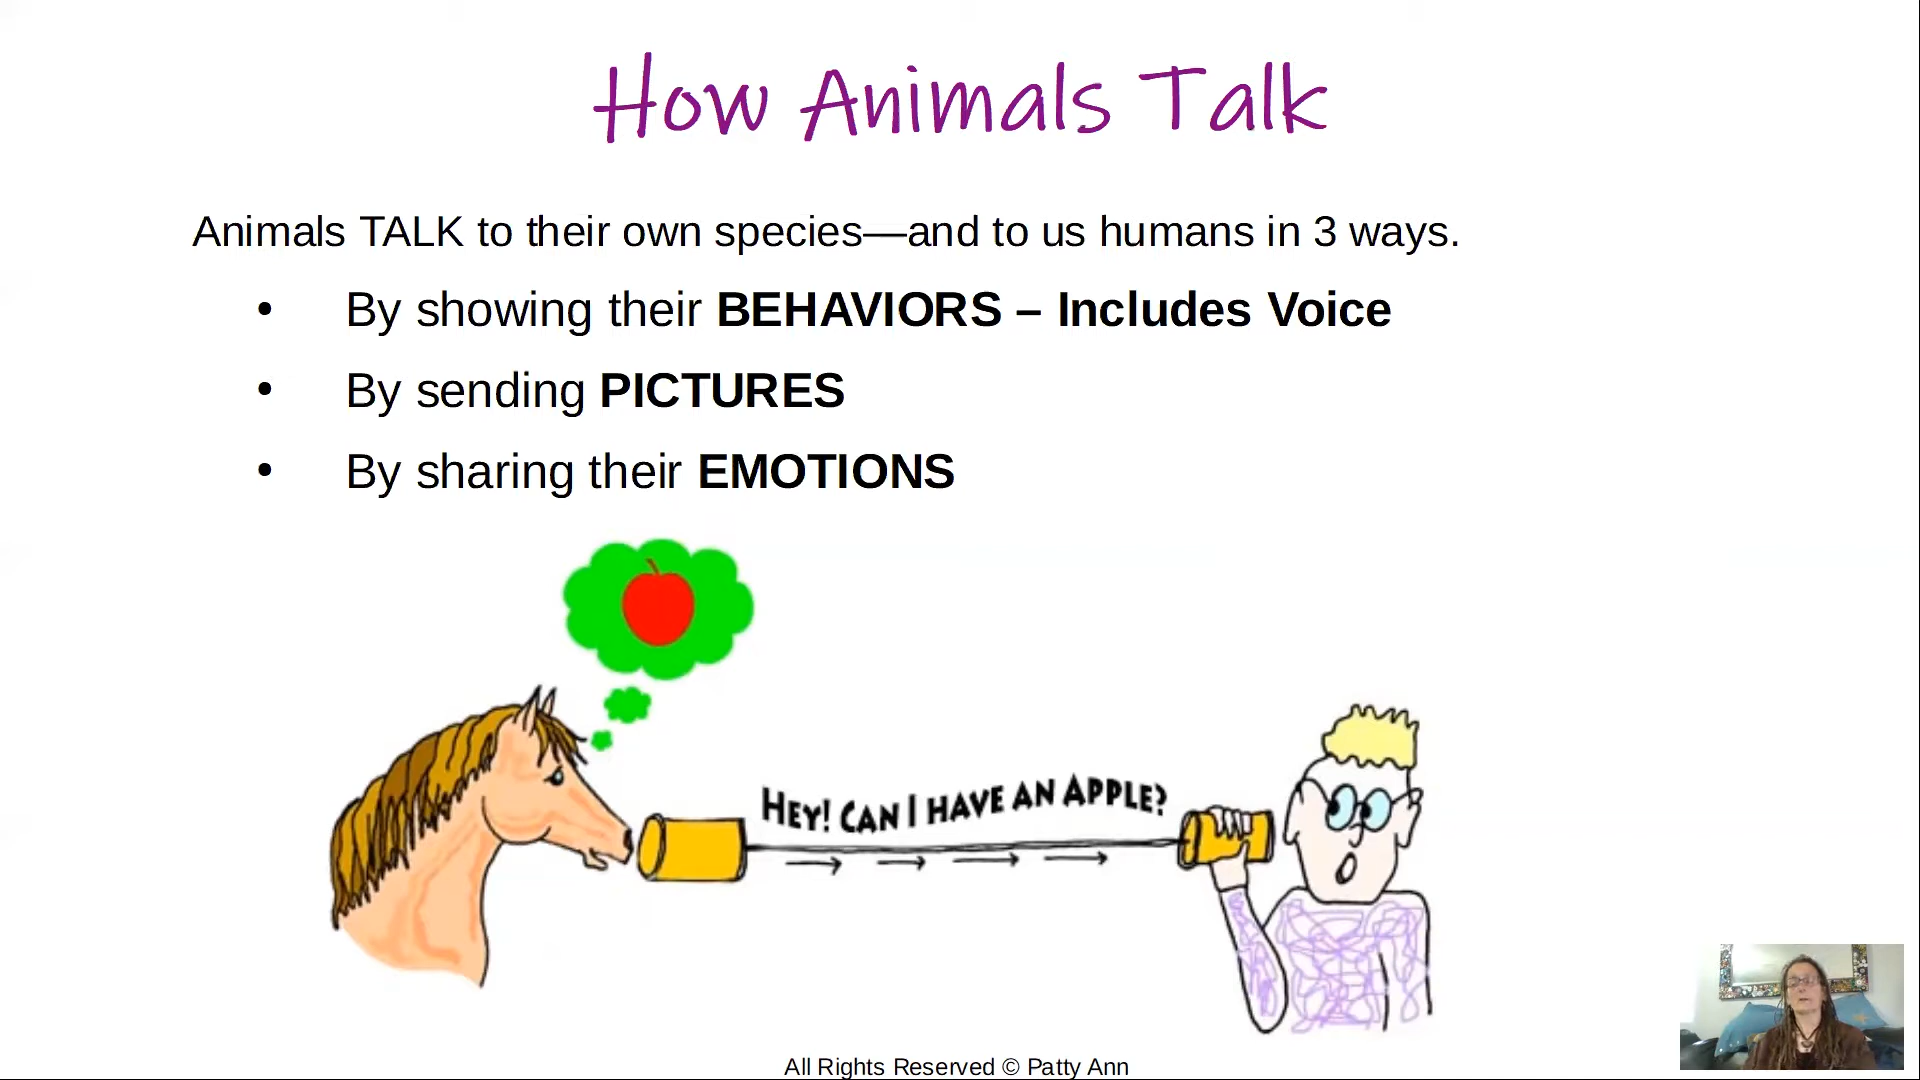 How Animals Talk
Animals TALK to their own species—and to us humans in 3 ways.
• By showing their BEHAVIORS – Includes Voice
• By sending PICTURES
• By sharing their EMOTIONS
HEY! CAN I HAVE AN APPLE?
All Rights Reserved © Patty Ann